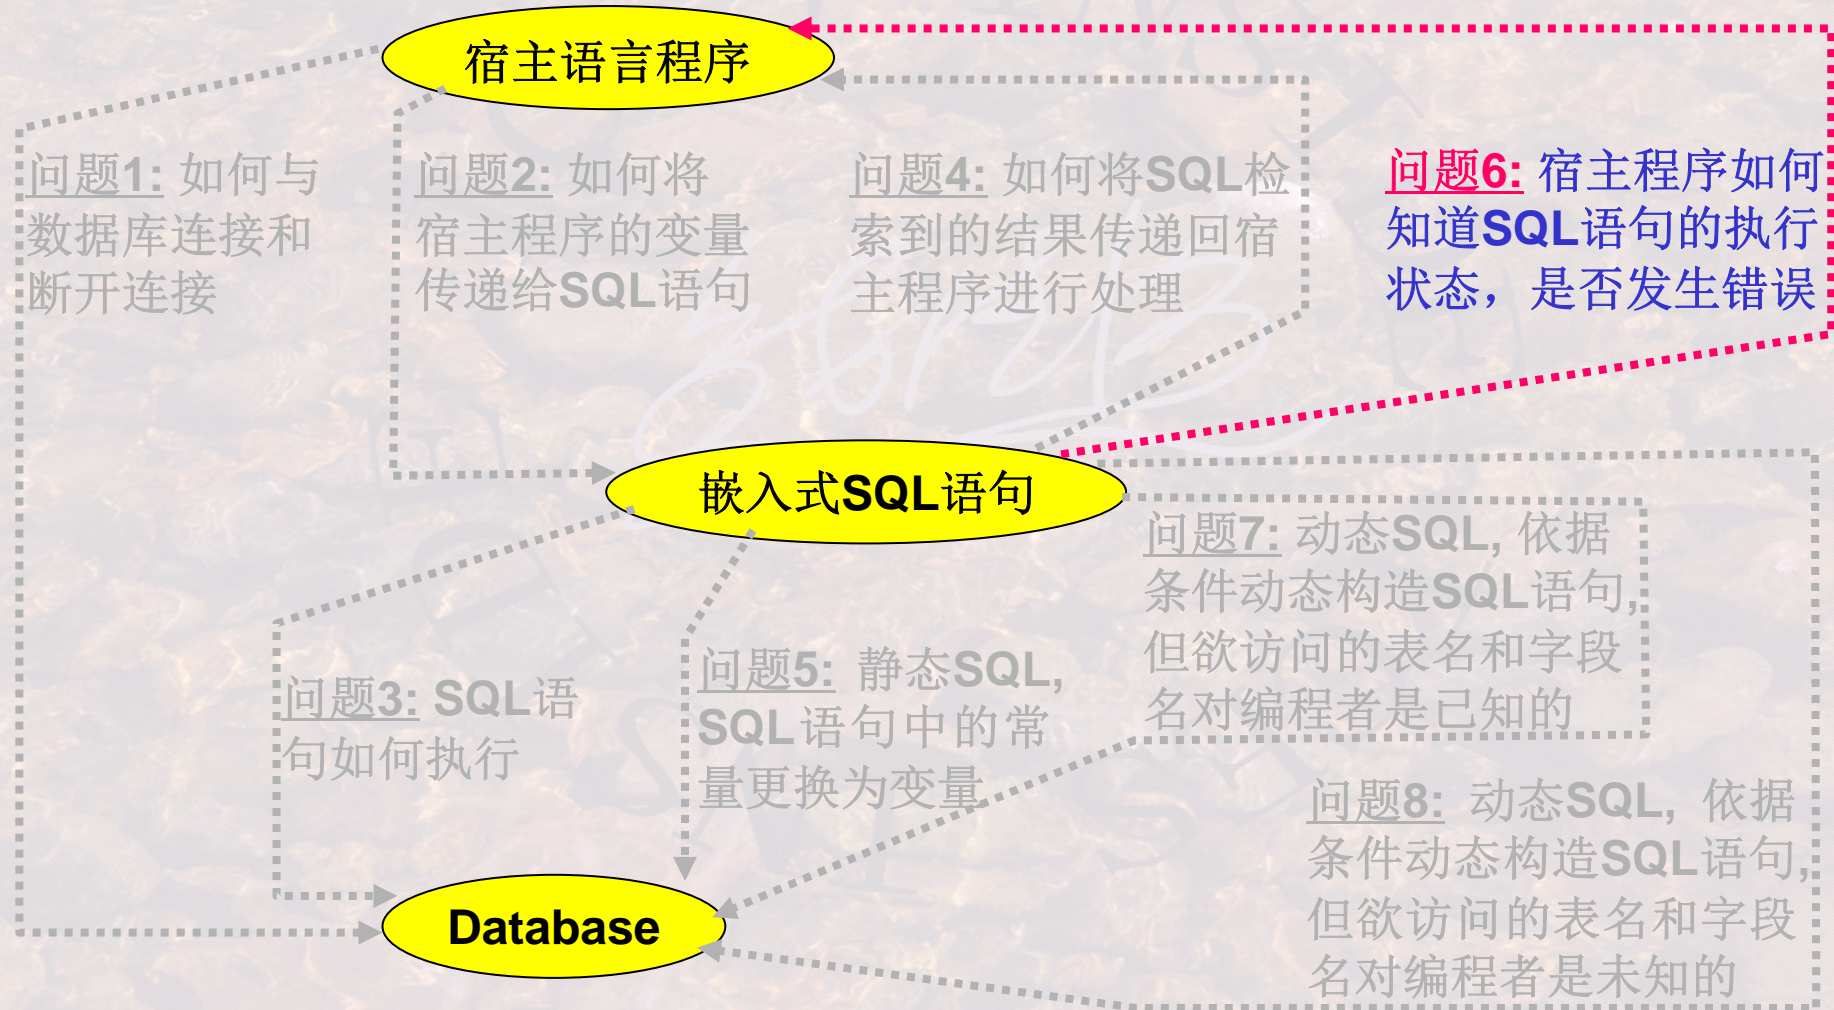 宿主语言程序
问题1: 如何与
数据库连接和
断开连接
问题2: 如何将
宿主程序的变量
传递给SQL语句
问题4: 如何将SQL检
索到的结果传递回宿
主程序进行处理
问题6: 宿主程序如何
知道SQL语句的执行
状态，是否发生错误
嵌入式SQL语句
问题7: 动态SQL, 依据
条件动态构造SQL语句,
但欲访问的表名和字段
名对编程者是已知的
问题3: SQL语
句如何执行
问题5: 静态SQL,
SQL语句中的常
量更换为变量
问题8: 动态SQL, 依据
条件动态构造SQL语句,
但欲访问的表名和字段
名对编程者是未知的
Database